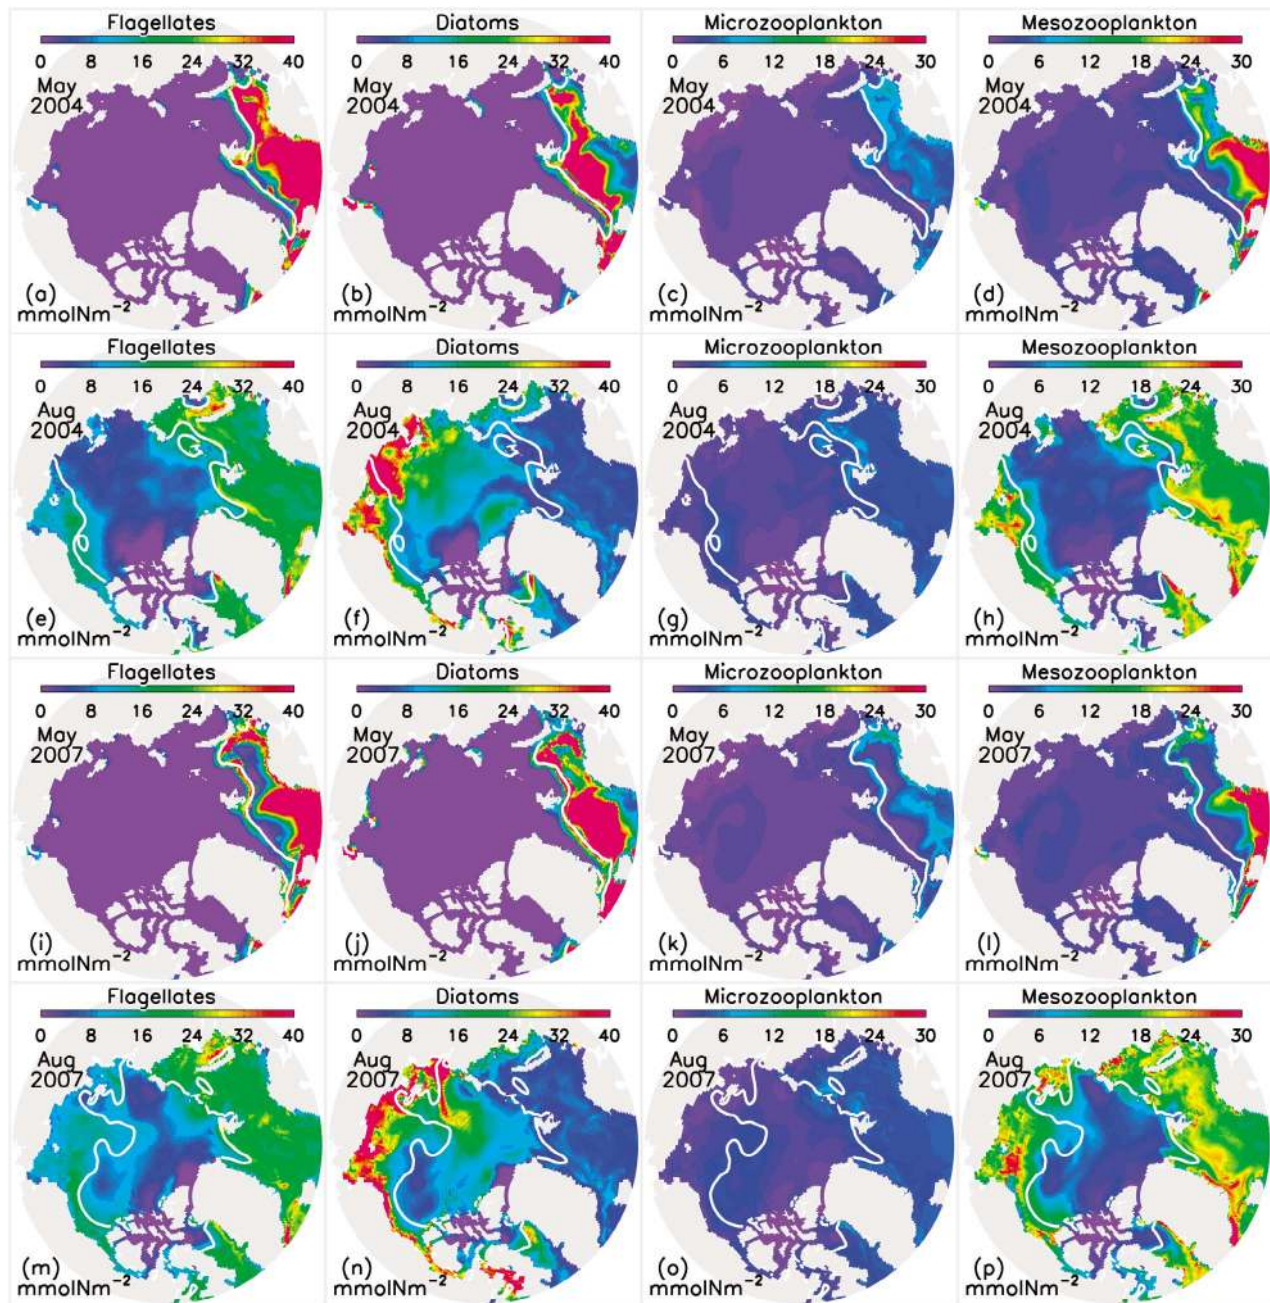 Flagellates Diatoms Microzooplankton Mesozooplankton
0 8 16 24 32 40 0 8 16 24 32 40 0 6 12 18 24 30 0 6 12 18 24 30
May May May May
2004 2004 2004 2004
(a) (b) (c) (d)
mmolNm⁻² mmolNm⁻² mmolNm⁻² mmolNm⁻²
Flagellates Diatoms Microzooplankton Mesozooplankton
0 8 16 24 32 40 0 8 16 24 32 40 0 6 12 18 24 30 0 6 12 18 24 30
Aug Aug Aug Aug
2004 2004 2004 2004
(e) (f) (g) (h)
mmolNm⁻² mmolNm⁻² mmolNm⁻² mmolNm⁻²
Flagellates Diatoms Microzooplankton Mesozooplankton
0 8 16 24 32 40 0 8 16 24 32 40 0 6 12 18 24 30 0 6 12 18 24 30
May May May May
2007 2007 2007 2007
(i) (j) (k) (l)
mmolNm⁻² mmolNm⁻² mmolNm⁻² mmolNm⁻²
Flagellates Diatoms Microzooplankton Mesozooplankton
0 8 16 24 32 40 0 8 16 24 32 40 0 6 12 18 24 30 0 6 12 18 24 30
Aug Aug Aug Aug
2007 2007 2007 2007
(m) (n) (o) (p)
mmolNm⁻² mmolNm⁻² mmolNm⁻² mmolNm⁻²